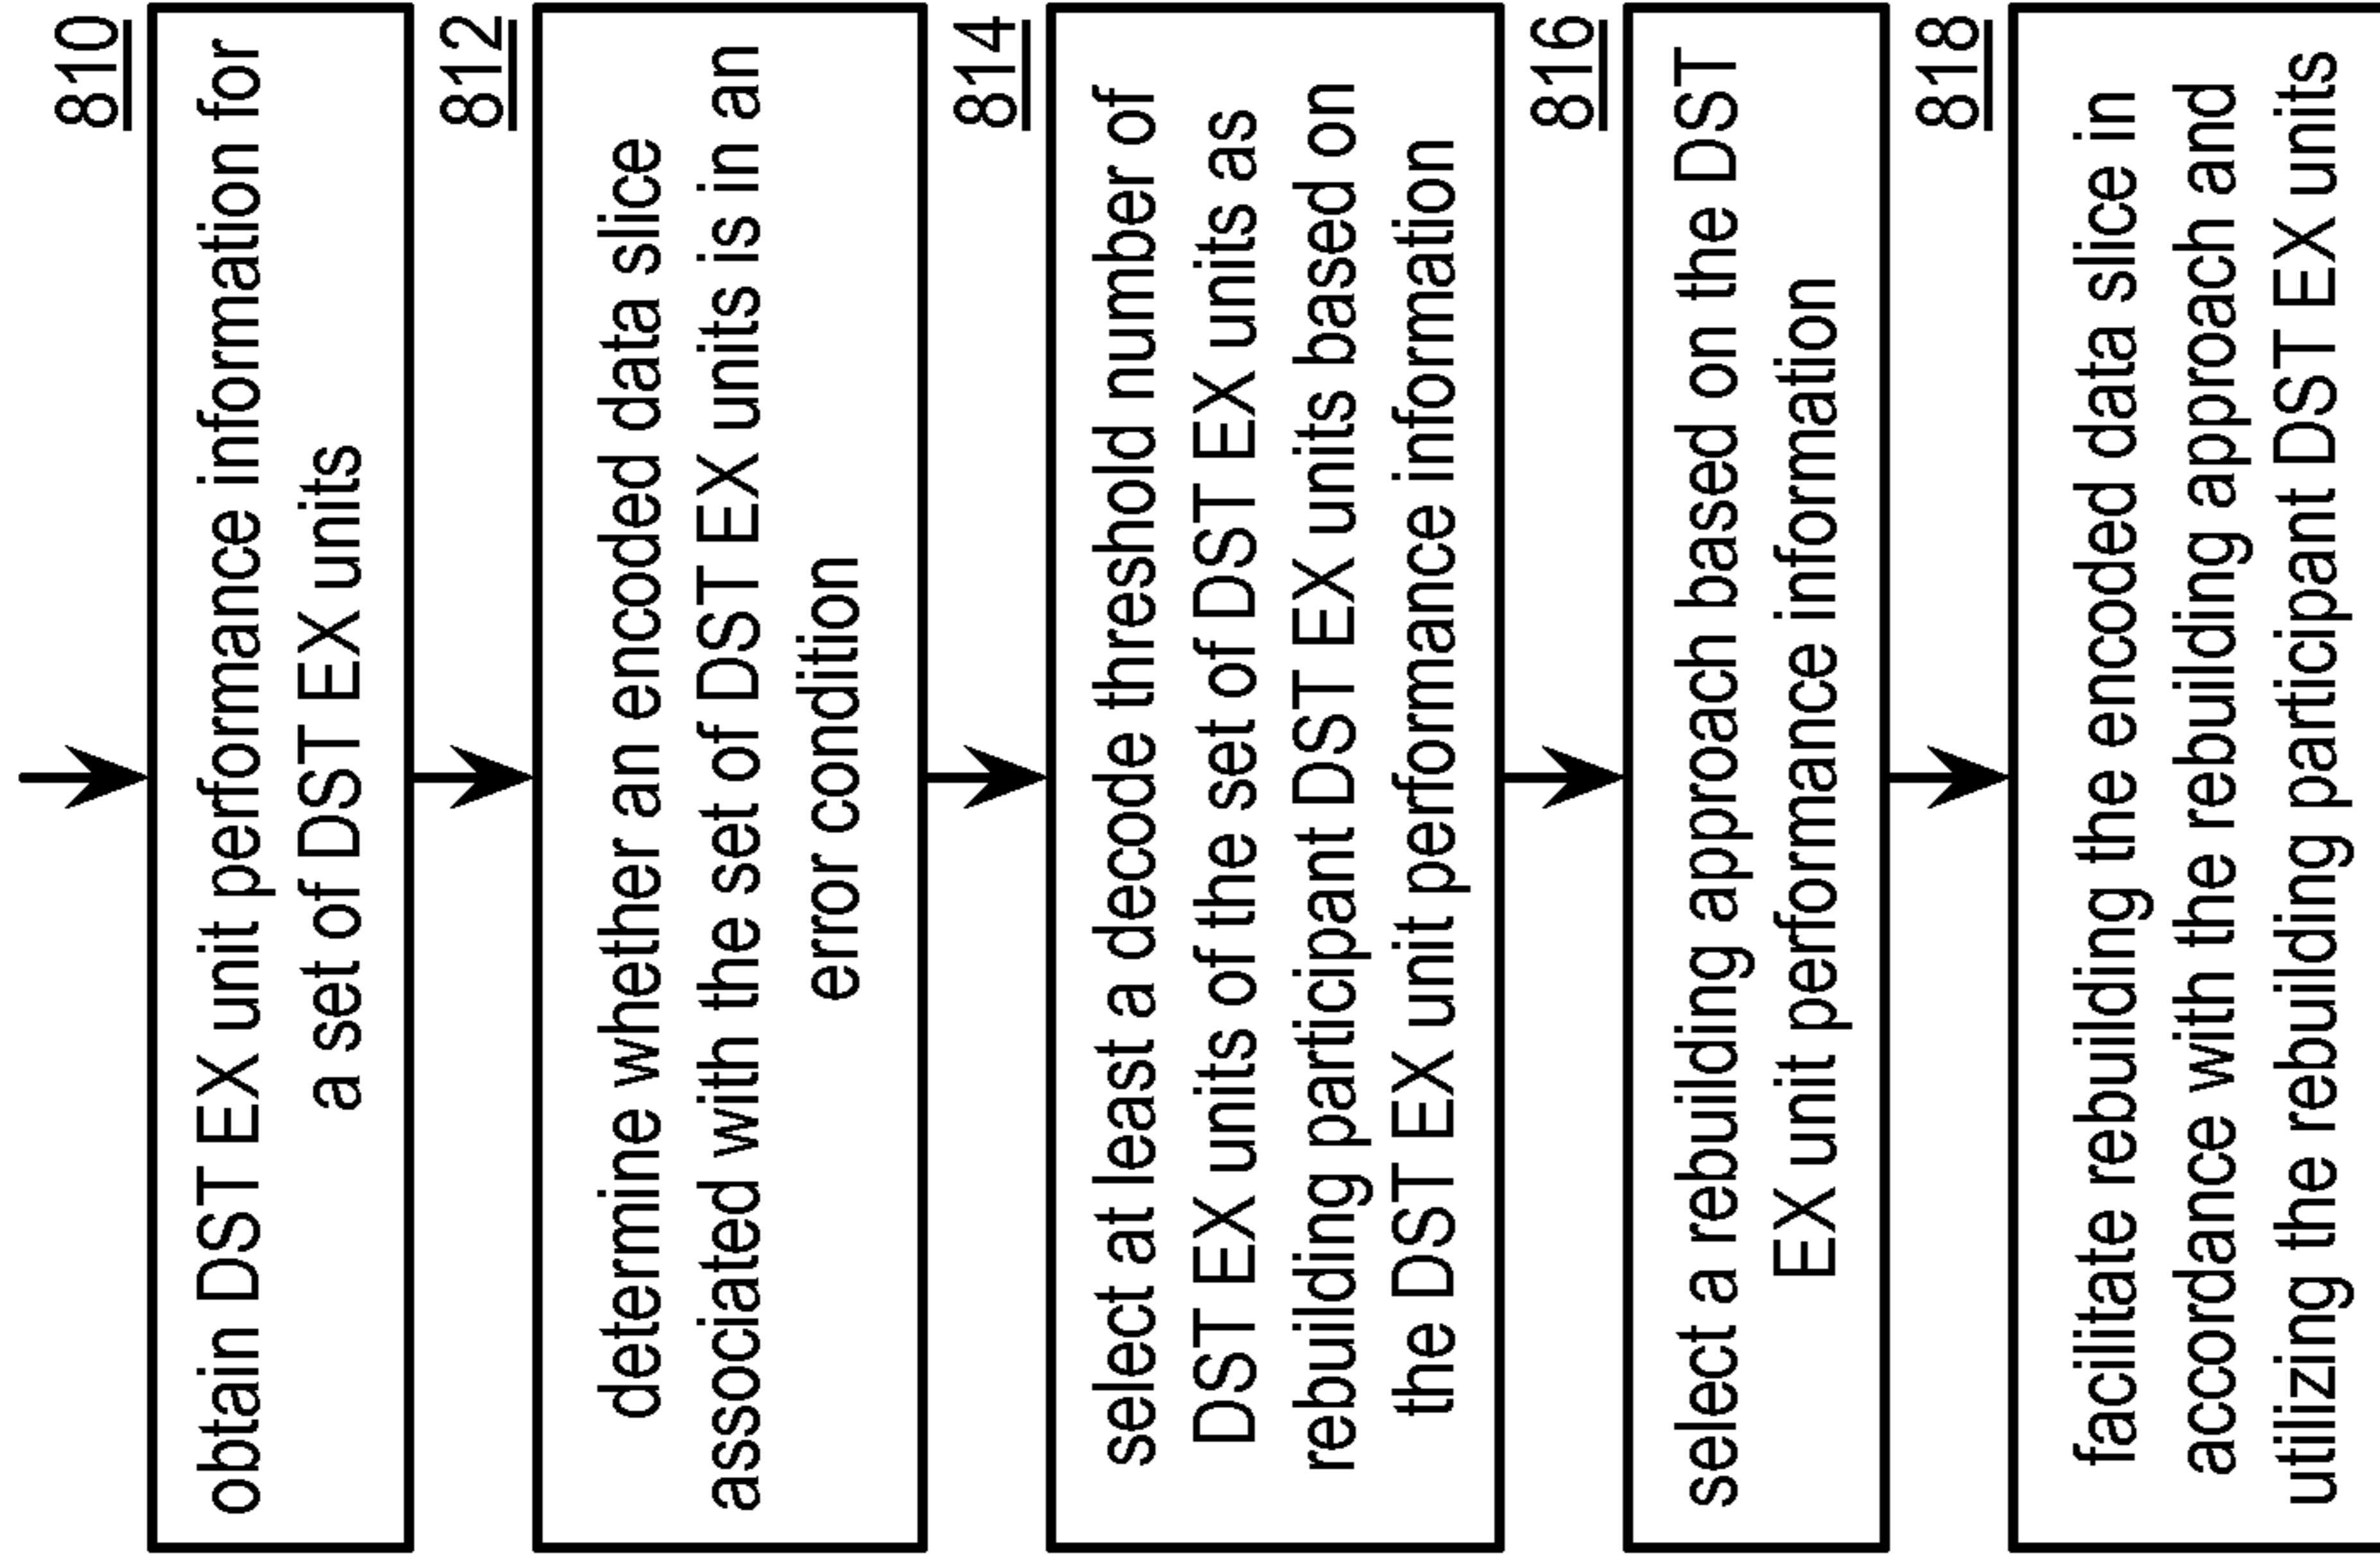 810
obtain DST EX unit performance information for
a set of DST EX units
812
determine whether an encoded data slice
associated with the set of DST EX units is in an
error condition
814
select at least a decode threshold number of
DST EX units of the set of DST EX units as
rebuilding participant DST EX units based on
the DST EX unit performance information
816
select a rebuilding approach based on the DST
EX unit performance information
818
facilitate rebuilding the encoded data slice in
accordance with the rebuilding approach and
utilizing the rebuilding participant DST EX units